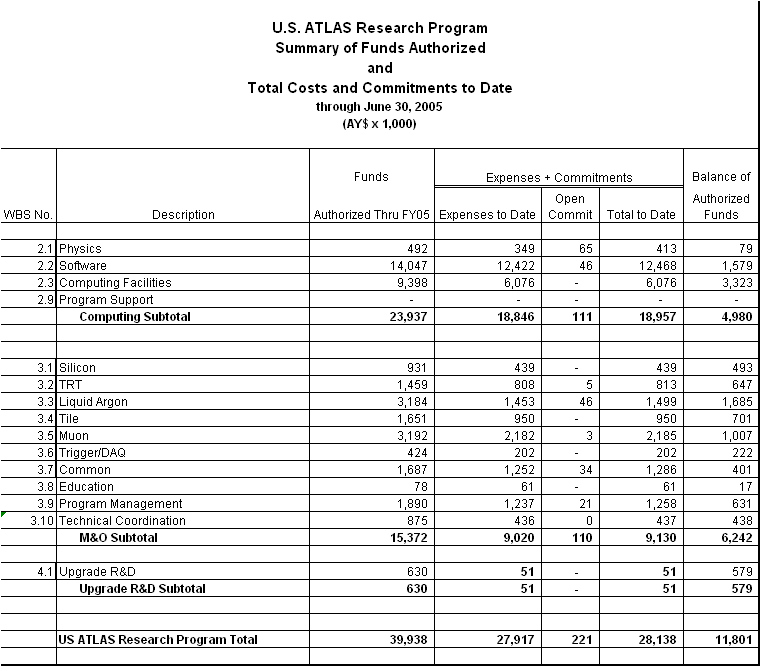 U.S. ATLAS Research Program
Summary of Funds Authorized
and
Total Costs and Commitments to Date
through June 30, 2005
(AY$ x 1,000)
Funds Expenses + Commitments Balance of
Open Authorized
WBS No. Description Authorized Thru FY05 Expenses to Date Commit Total to Date Funds
2.1 Physics 492 349 65 413 79
2.2 Software 14,047 12,422 46 12,468 1,579
2.3 Computing Facilities 9,398 6,076 - 6,076 3,323
2.9 Program Support - - - - -
Computing Subtotal 23,937 18,846 111 18,957 4,980
3.1 Silicon 931 439 - 439 493
3.2 TRT 1,459 808 5 813 647
3.3 Liquid Argon 3,184 1,453 46 1,499 1,685
3.4 Tile 1,651 950 - 950 701
3.5 Muon 3,192 2,182 3 2,185 1,007
3.6 Trigger/DAQ 424 202 - 202 222
3.7 Common 1,687 1,252 34 1,286 401
3.8 Education 78 61 - 61 17
3.9 Program Management 1,890 1,237 21 1,258 631
3.10 Technical Coordination 875 436 0 437 438
M&O Subtotal 15,372 9,020 110 9,130 6,242
4.1 Upgrade R&D 630 51 - 51 579
Upgrade R&D Subtotal 630 51 - 51 579
US ATLAS Research Program Total 39,938 27,917 221 28,138 11,801